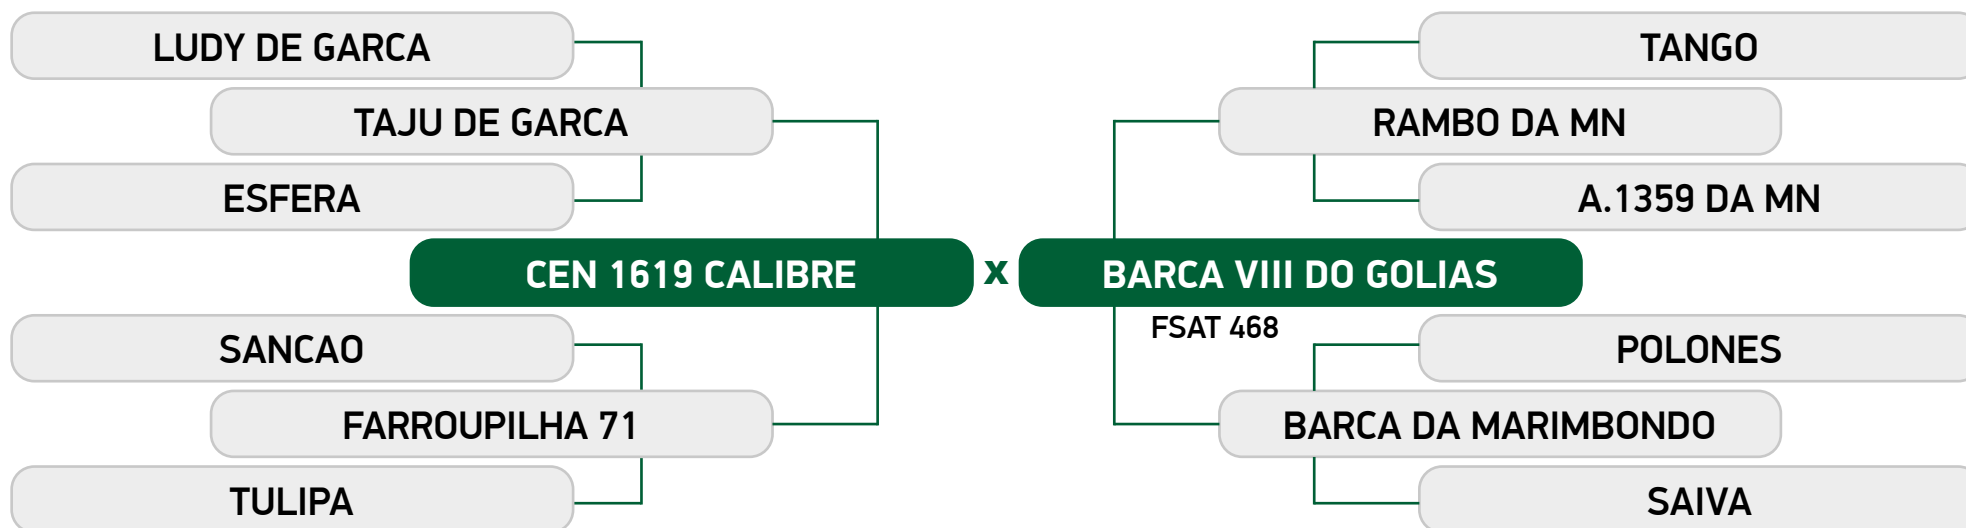 LUDY DE GARCA
TANGO
TAJU DE GARCA
RAMBO DA MN
ESFERA
A.1359 DA MN
CEN 1619 CALIBRE X BARCA VIII DO GOLIAS
FSAT 468
SANCAO
POLONES
FARROUPILHA 71
BARCA DA MARIMBONDO
TULIPA
SAIVA